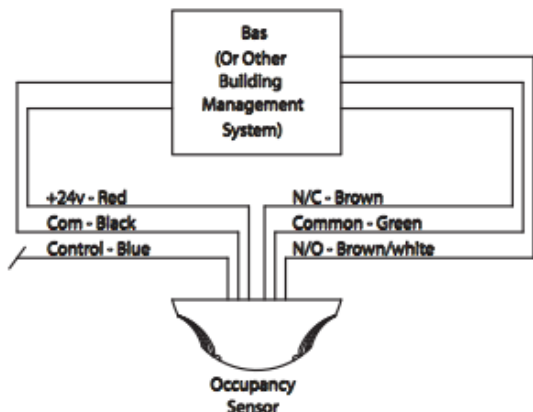 Bas
(Or Other
Building
Management
System)
+24v - Red
Com - Black
Control - Blue
N/C - Brown
Common - Green
N/O - Brown/white
Occupancy
Sensor